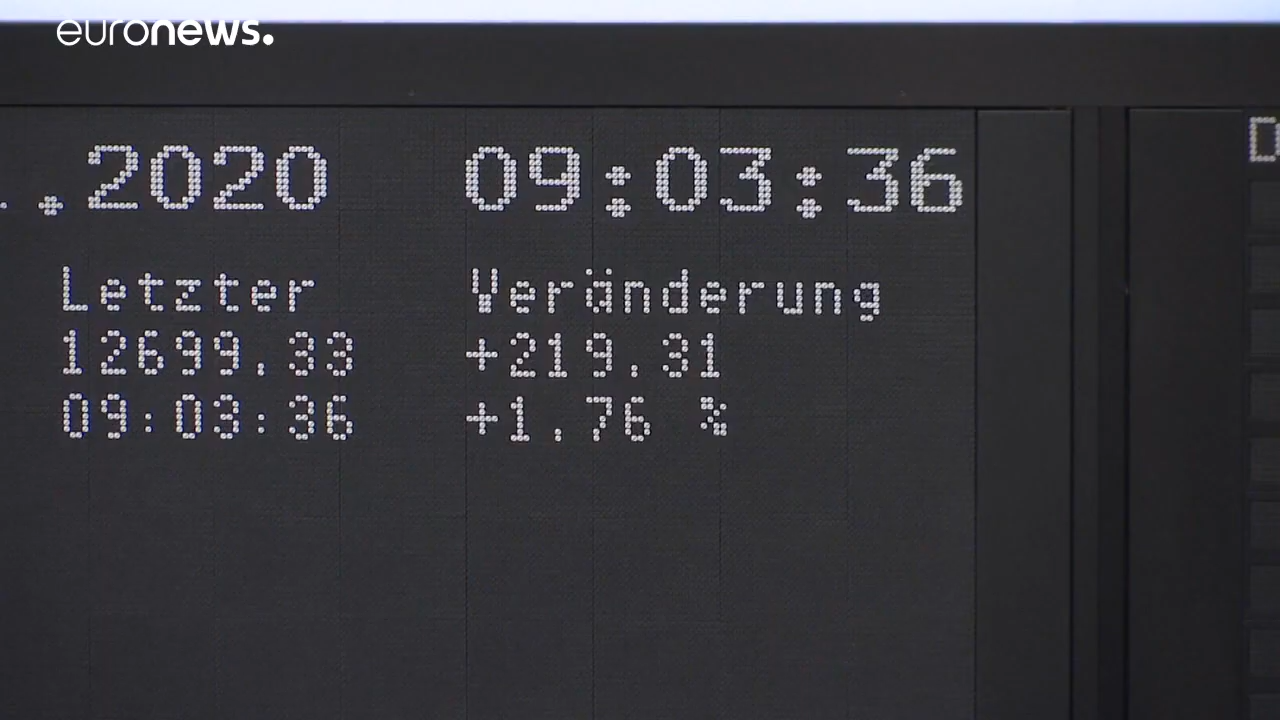 euronews.
.2020 09:03:36
Letzter Veränderung
12699.33 +219.31
09:03:36 +1.76 %